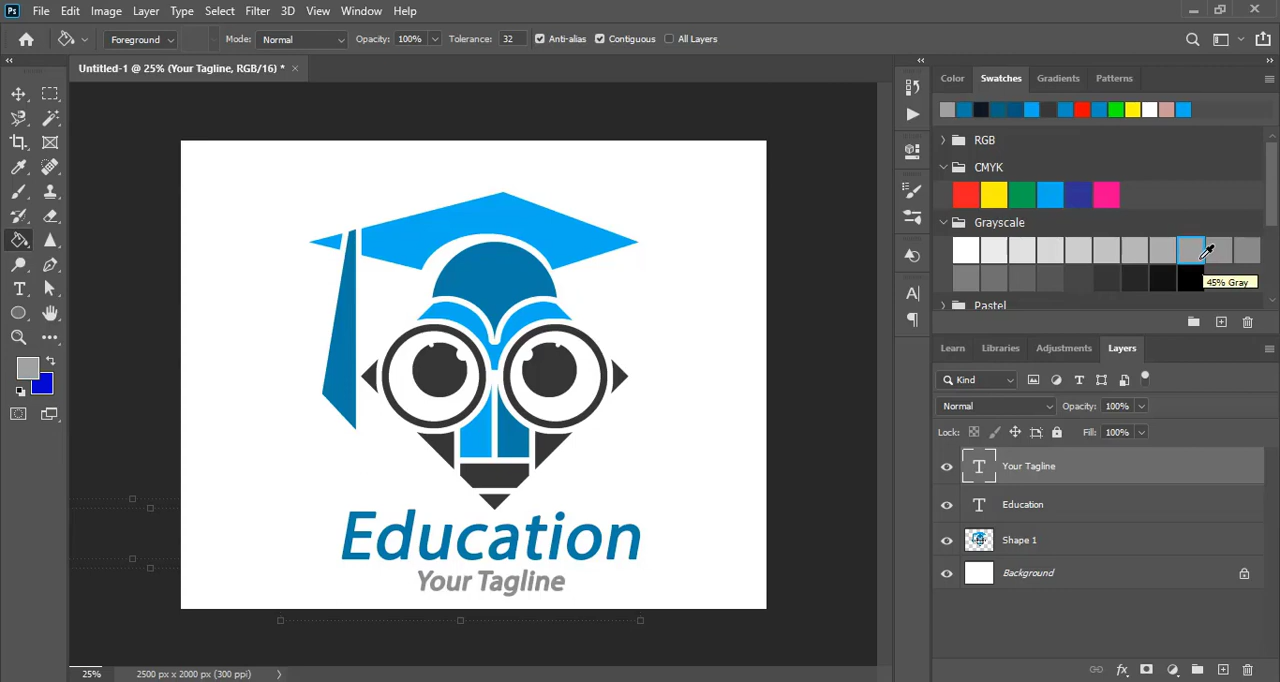 Ps File Edit Image Layer Type Select Filter 3D View Window Help
Foreground Mode: Normal Opacity: 100% Tolerance: 32 Anti-alias Contiguous All Layers
Untitled-1 @ 25% (Your Tagline, RGB/16) * ×
Color Swatches Gradients Patterns
RGB
CMYK
Grayscale
45% Gray
Pastel
Learn Libraries Adjustments Layers
Kind
Normal Opacity: 100%
Lock: Fill: 100%
Your Tagline
Education
Shape 1
Background
Education
Your Tagline
25% 2500 px x 2000 px (300 ppi)